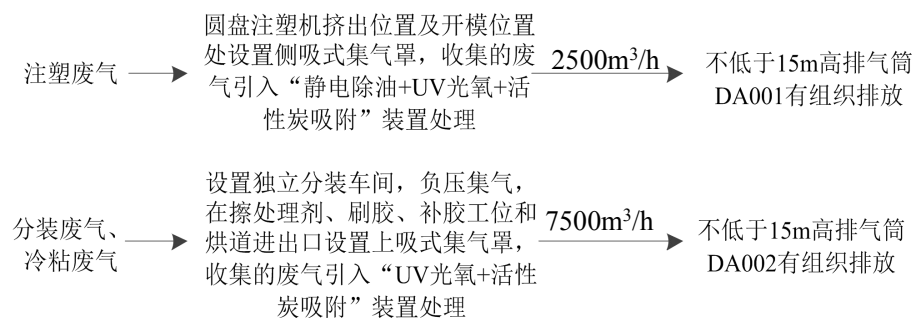 注塑废气
圆盘注塑机挤出位置及开模位置
处设置侧吸式集气罩，收集的废
气引入“静电除油+UV光氧+活
性炭吸附”装置处理
2500m³/h
不低于15m高排气筒
DA001有组织排放
分装废气、
冷粘废气
设置独立分装车间，负压集气，
在擦处理剂、刷胶、补胶工位和
烘道进出口设置上吸式集气罩，
收集的废气引入“UV光氧+活性
炭吸附”装置处理
7500m³/h
不低于15m高排气筒
DA002有组织排放